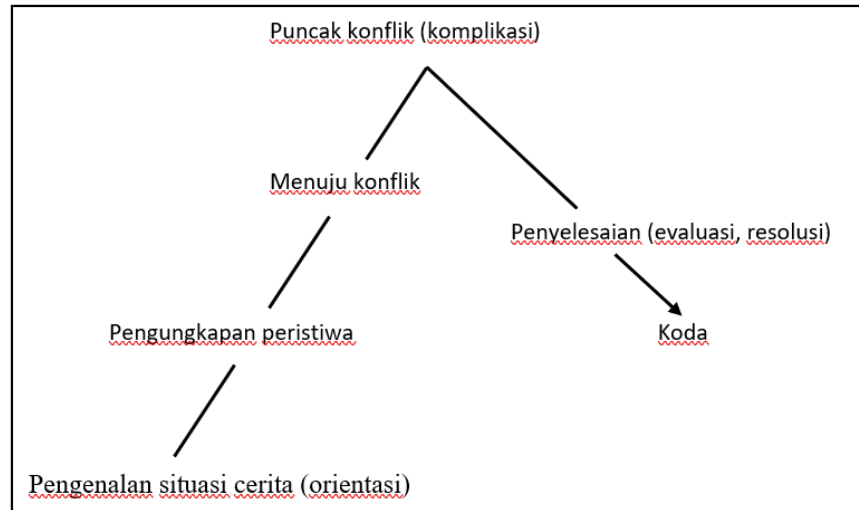 Puncak konflik (komplikasi)
Menuju konflik
Penyelesaian (evaluasi, resolusi)
Pengungkapan peristiwa
Koda
Pengenalan situasi cerita (orientasi)